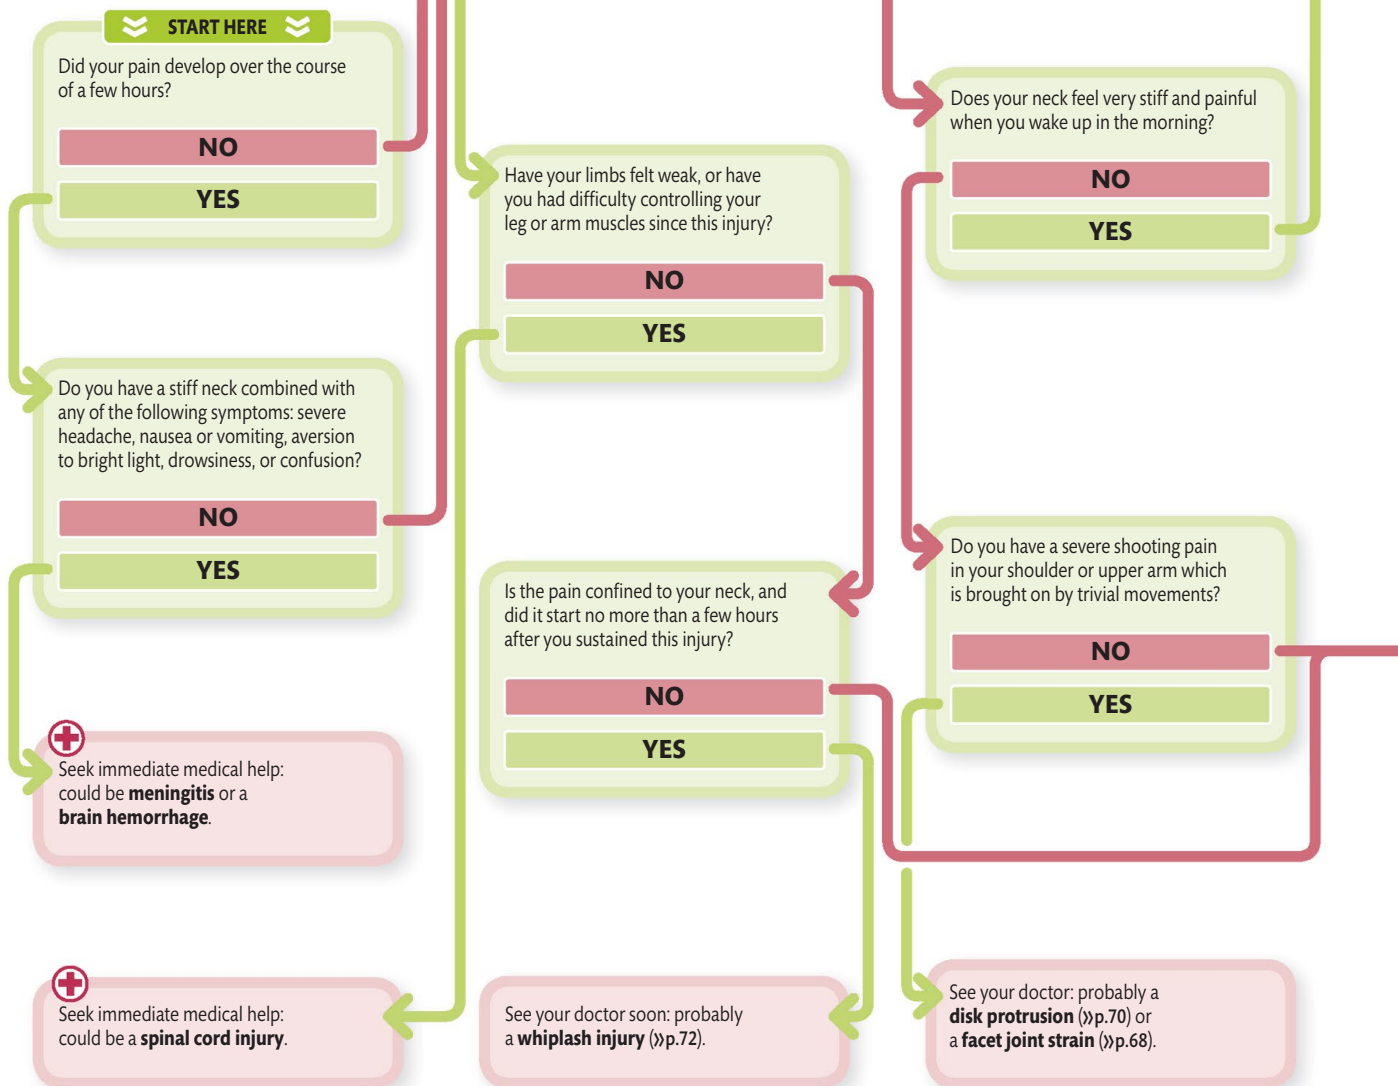 START HERE
Did your pain develop over the course
of a few hours?
NO
YES
Do you have a stiff neck combined with
any of the following symptoms: severe
headache, nausea or vomiting, aversion
to bright light, drowsiness, or confusion?
NO
YES
Seek immediate medical help:
could be meningitis or a
brain hemorrhage.
Seek immediate medical help:
could be a spinal cord injury.
Have your limbs felt weak, or have
you had difficulty controlling your
leg or arm muscles since this injury?
NO
YES
Is the pain confined to your neck, and
did it start no more than a few hours
after you sustained this injury?
NO
YES
See your doctor soon: probably
a whiplash injury (»p.72).
Does your neck feel very stiff and painful
when you wake up in the morning?
NO
YES
Do you have a severe shooting pain
in your shoulder or upper arm which
is brought on by trivial movements?
NO
YES
See your doctor: probably a
disk protrusion (»p.70) or
a facet joint strain (»p.68).